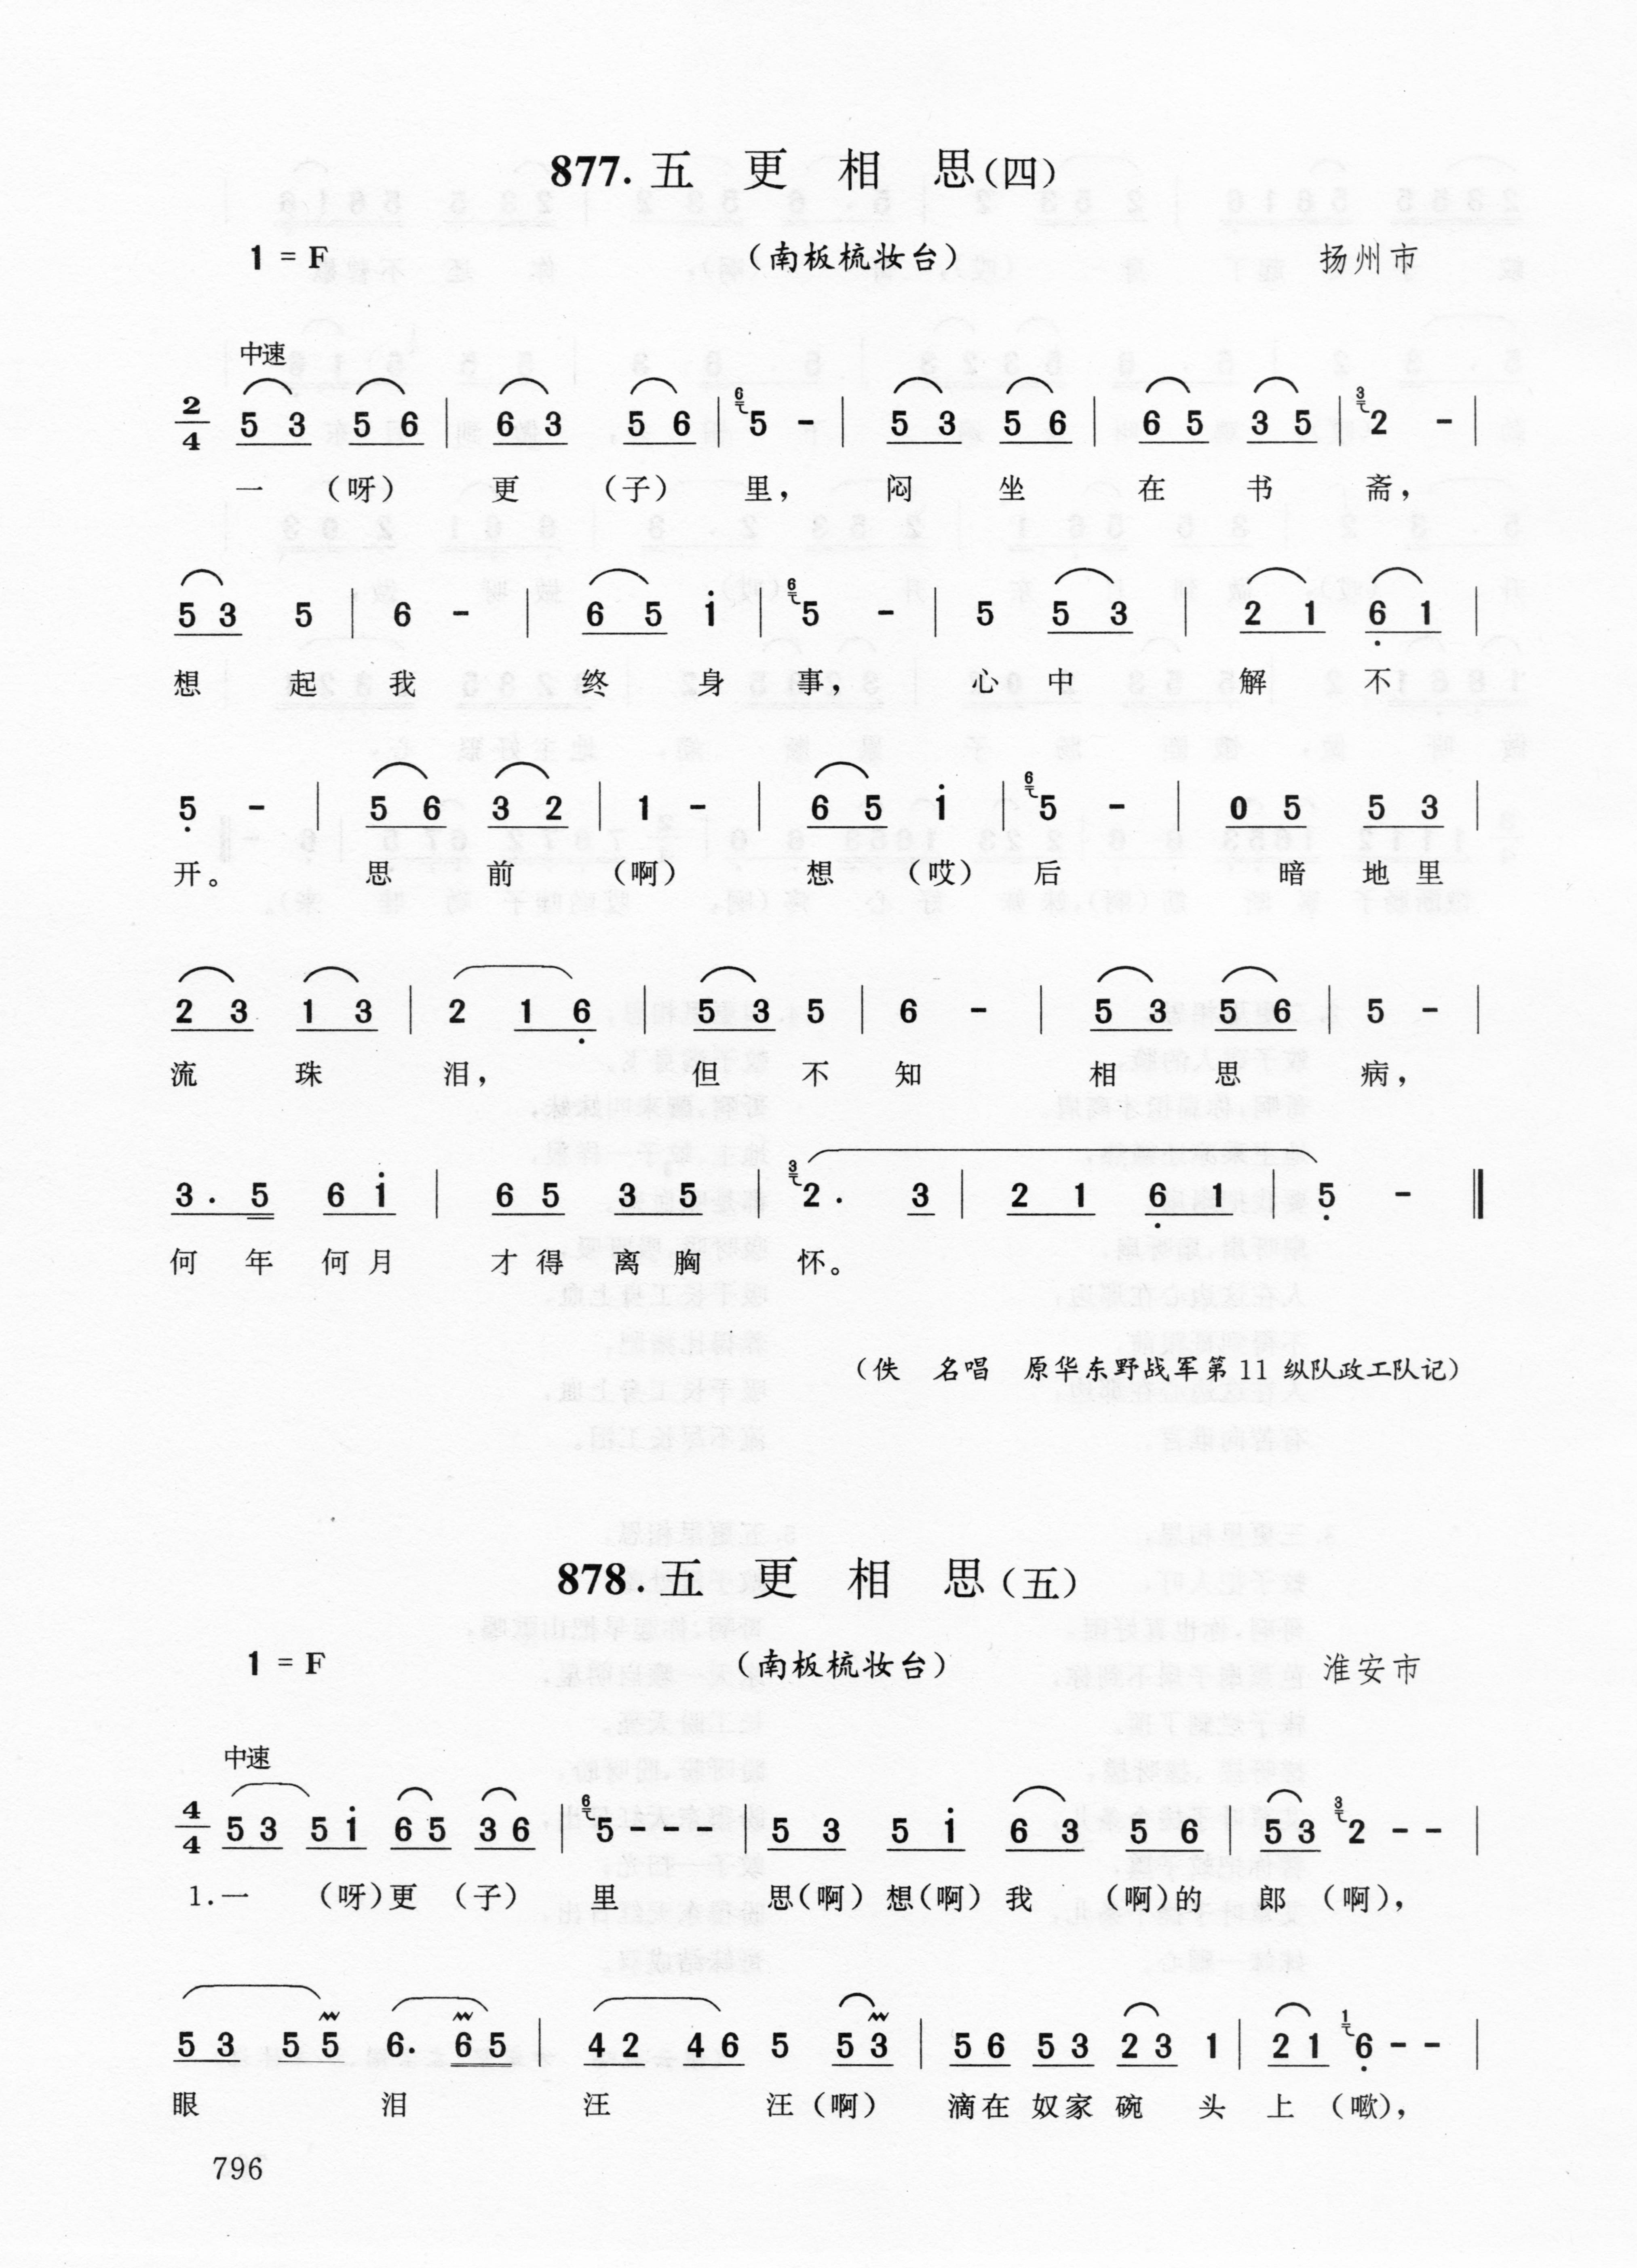 877. 五更相思(四)
1 = F （南板梳妆台） 扬州市
中速
2/4 5 3 5 6 | 6 3 5 6 | 6 5 - | 5 3 5 6 | 6 5 3 5 | 3 2 - |
一 （呀） 更 （子） 里， 闷 坐 在 书 斋，
5 3 5 | 6 - | 6 5 i | 6 5 - | 5 5 3 | 2 1 6 1 |
想 起 我 终 身 事， 心 中 解 不
5 - | 5 6 3 2 | 1 - | 6 5 i | 6 5 - | 0 5 5 3 |
开。 思 前 （啊） 想 （哎） 后 暗 地 里
2 3 1 3 | 2 1 6 | 5 3 5 | 6 - | 5 3 5 6 | 5 - |
流 珠 泪， 但 不 知 相 思 病，
3 . 5 6 i | 6 5 3 5 | 3 2 . 3 | 2 1 6 1 | 5 - ‖
何 年 何 月 才 得 离 胸 怀。
（佚 名唱 原华东野战军第 11 纵队政工队记）
878. 五更相思(五)
1 = F （南板梳妆台） 淮安市
中速
4/4 5 3 5 i 6 5 3 6 | 6 5 - - - | 5 3 5 i 6 3 5 6 | 5 3 3 2 - - |
1. 一 （呀）更 （子） 里 思（啊） 想（啊） 我 （啊）的 郎 （啊），
5 3 5 5 6. 6 5 | 4 2 4 6 5 5 3 | 5 6 5 3 2 3 1 | 2 1 1 6 - - |
眼 泪 汪 汪（啊） 滴在 奴家 碗 头 上 （嗽），
796